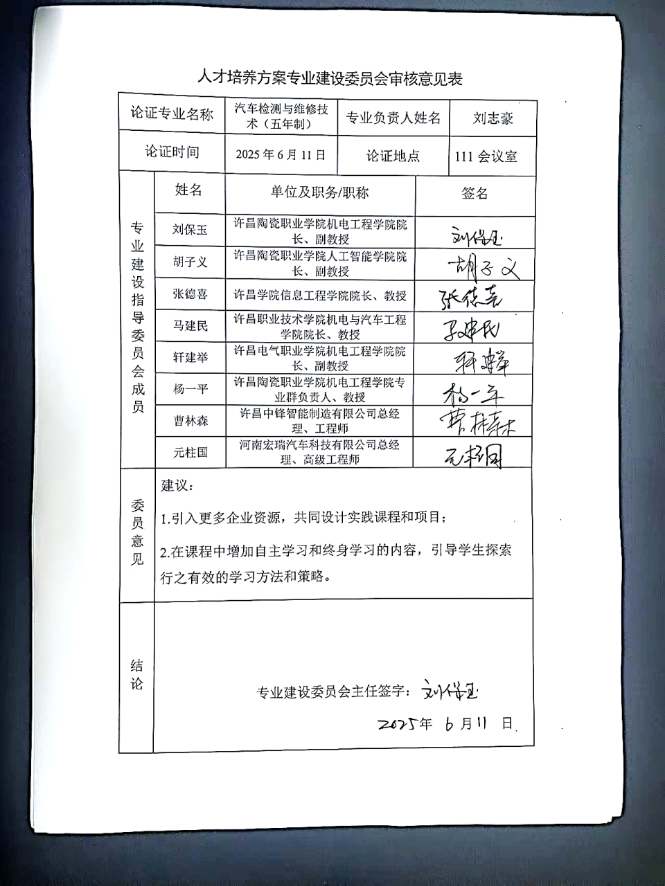 人才培养方案专业建设委员会审核意见表
论证专业名称
汽车检测与维修技
术（五年制）
专业负责人姓名
刘志豪
论证时间
2025 年 6 月 11 日
论证地点
111 会议室
专业建设指导委员会成员
姓名
单位及职务/职称
签名
刘保玉
许昌陶瓷职业学院机电工程学院院
长、副教授
刘保玉
胡子义
许昌陶瓷职业学院人工智能学院院
长、副教授
胡子义
张德喜
许昌学院信息工程学院院长、教授
张德喜
马建民
许昌职业技术学院机电与汽车工程
学院院长、教授
马建民
轩建举
许昌电气职业学院机电工程学院院
长、副教授
轩建举
杨一平
许昌陶瓷职业学院机电工程学院专
业群负责人、教授
杨一平
曹林森
许昌中锋智能制造有限公司总经
理、工程师
曹林森
元柱国
河南宏瑞汽车科技有限公司总经
理、高级工程师
元柱国
委员意见
建议：
1.引入更多企业资源，共同设计实践课程和项目；
2.在课程中增加自主学习和终身学习的内容，引导学生探索
行之有效的学习方法和策略。
结论
专业建设委员会主任签字：刘保玉
2025年 6 月 11 日